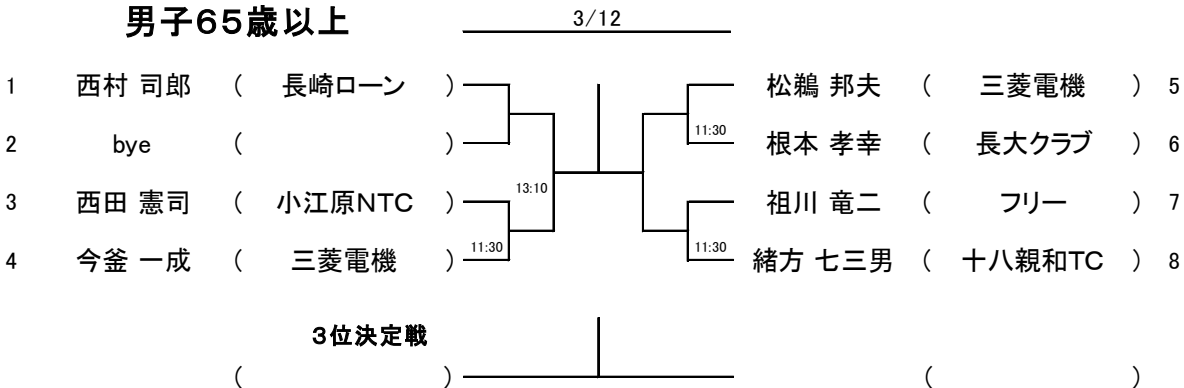 男子65歳以上
3/12
1 西村 司郎 ( 長崎ローン ) 松鵜 邦夫 ( 三菱電機 ) 5
11:30
2 bye ( ) 根本 孝幸 ( 長大クラブ ) 6
13:10
3 西田 憲司 ( 小江原NTC ) 祖川 竜二 ( フリー ) 7
11:30 11:30
4 今釜 一成 ( 三菱電機 ) 緒方 七三男 ( 十八親和TC ) 8
3位決定戦
( ) ( )